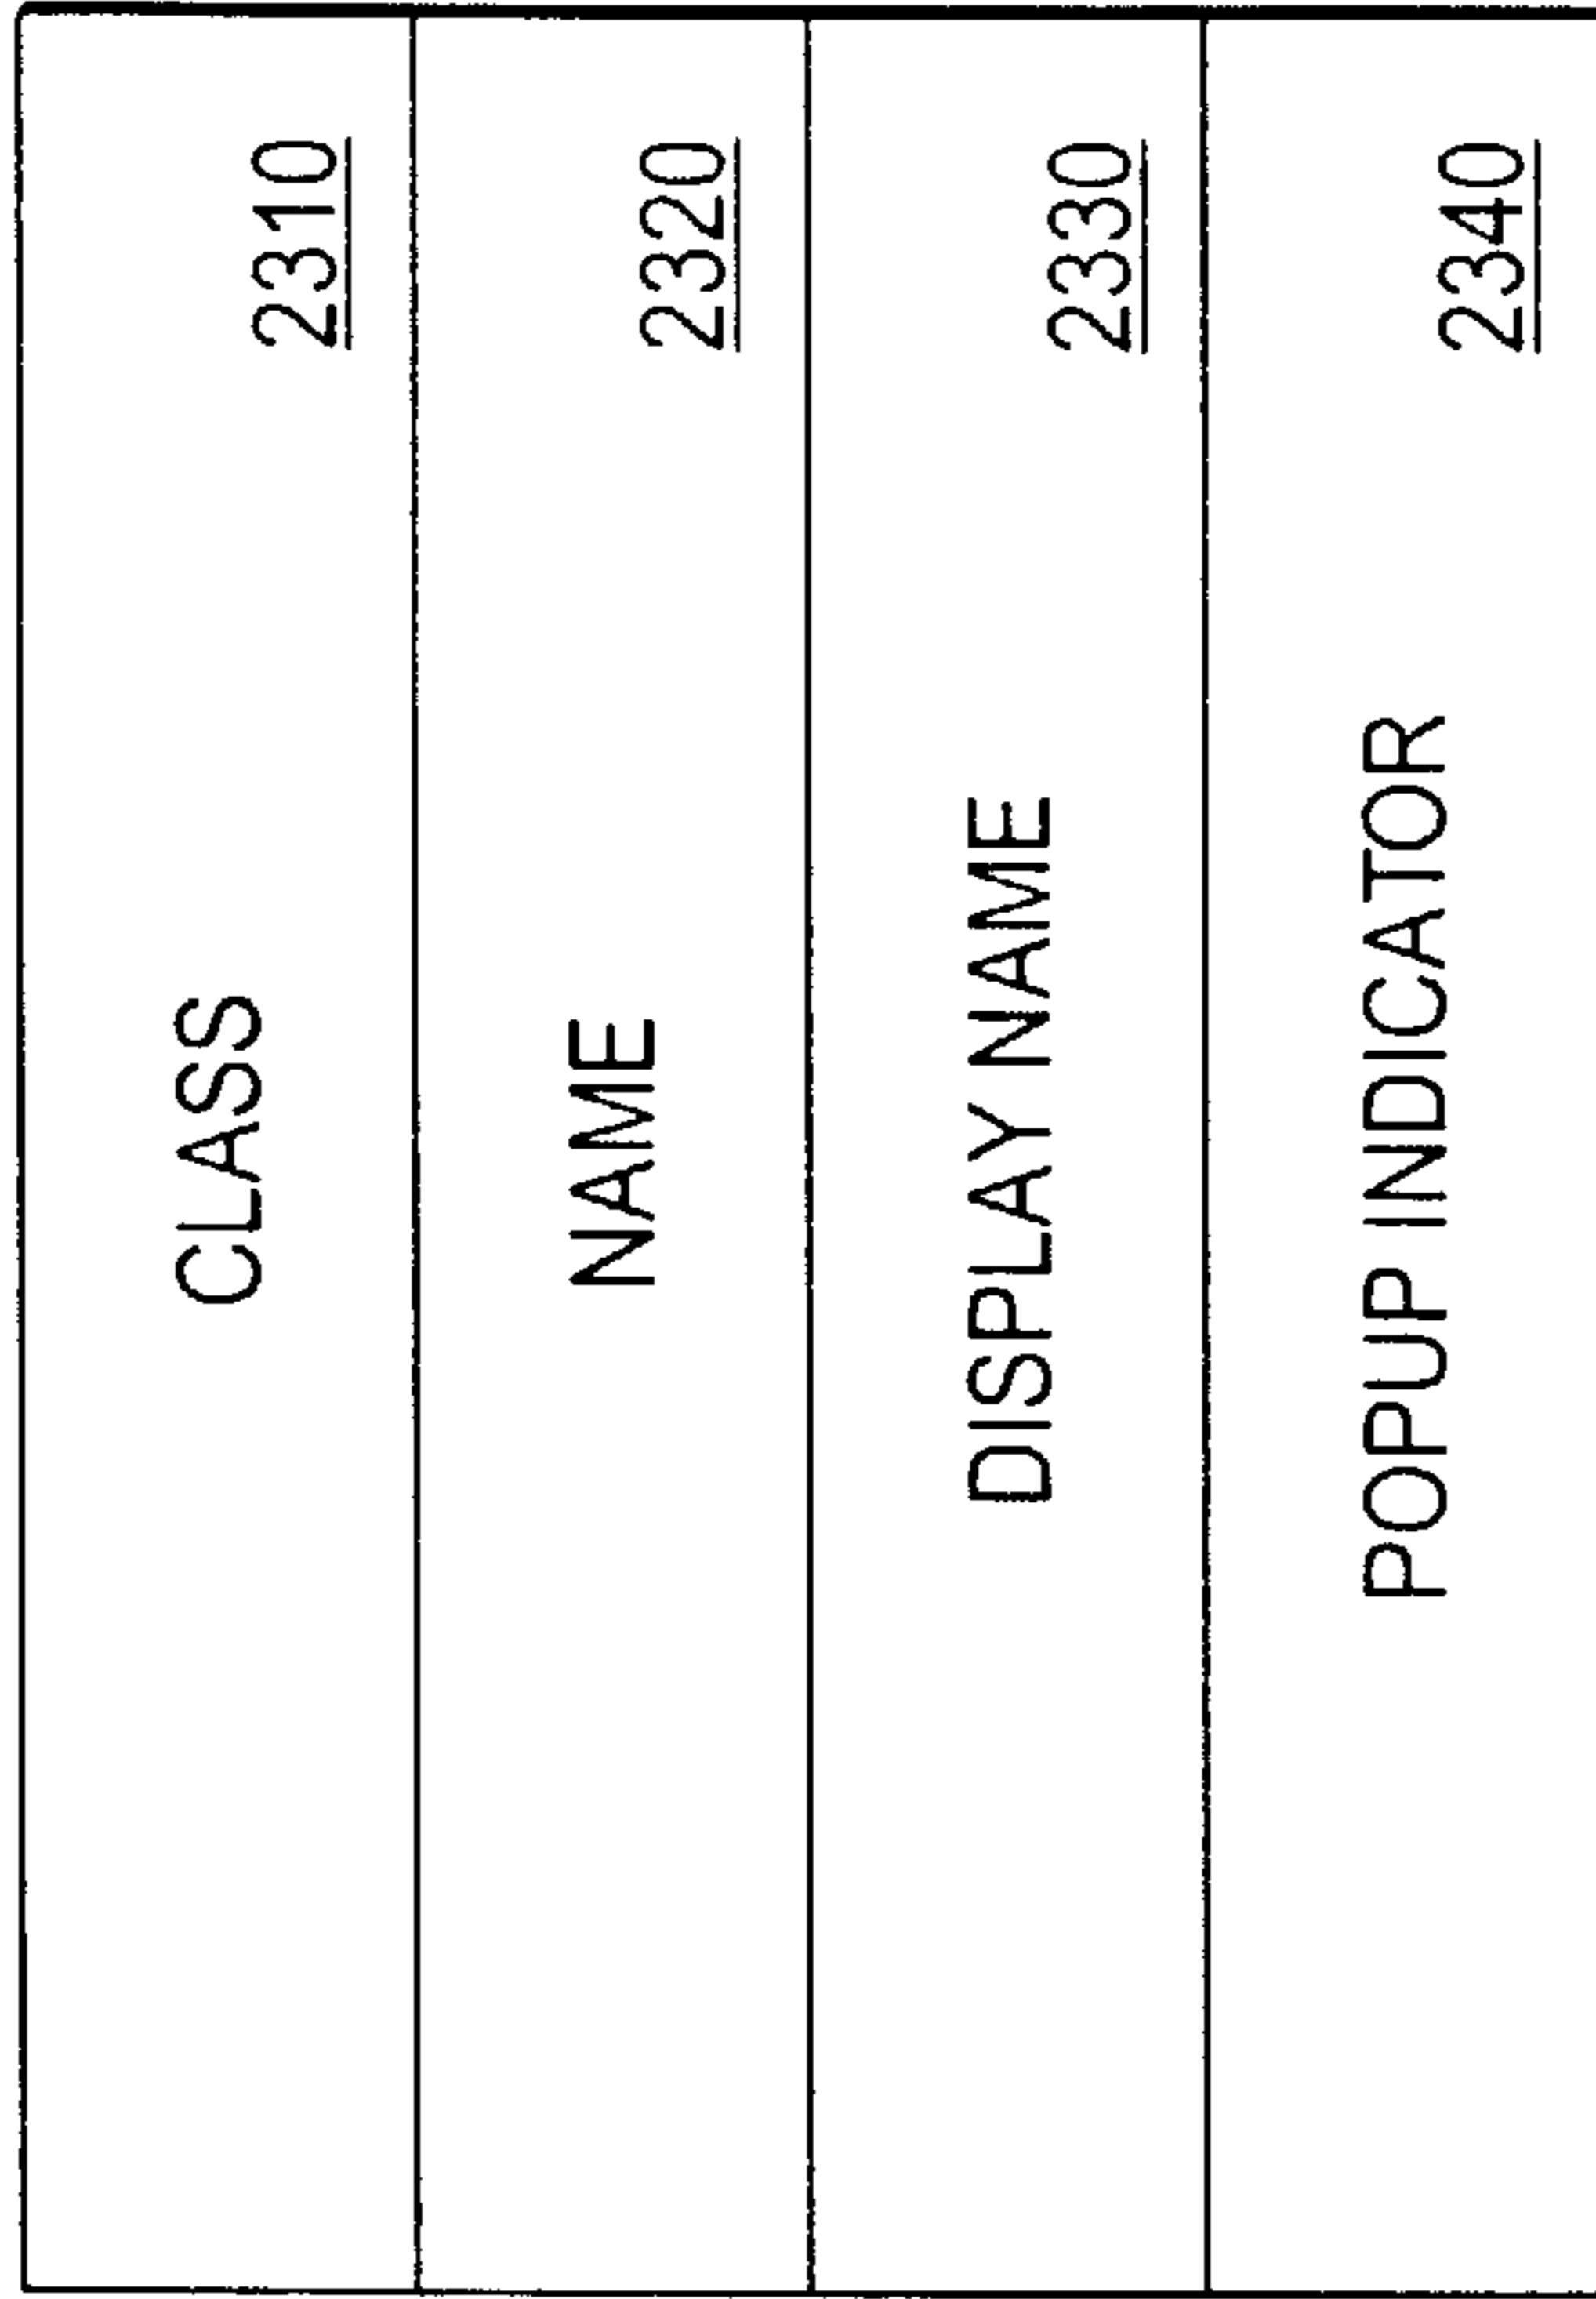 CLASS
2310
NAME
2320
DISPLAY NAME
2330
POPUP INDICATOR
2340